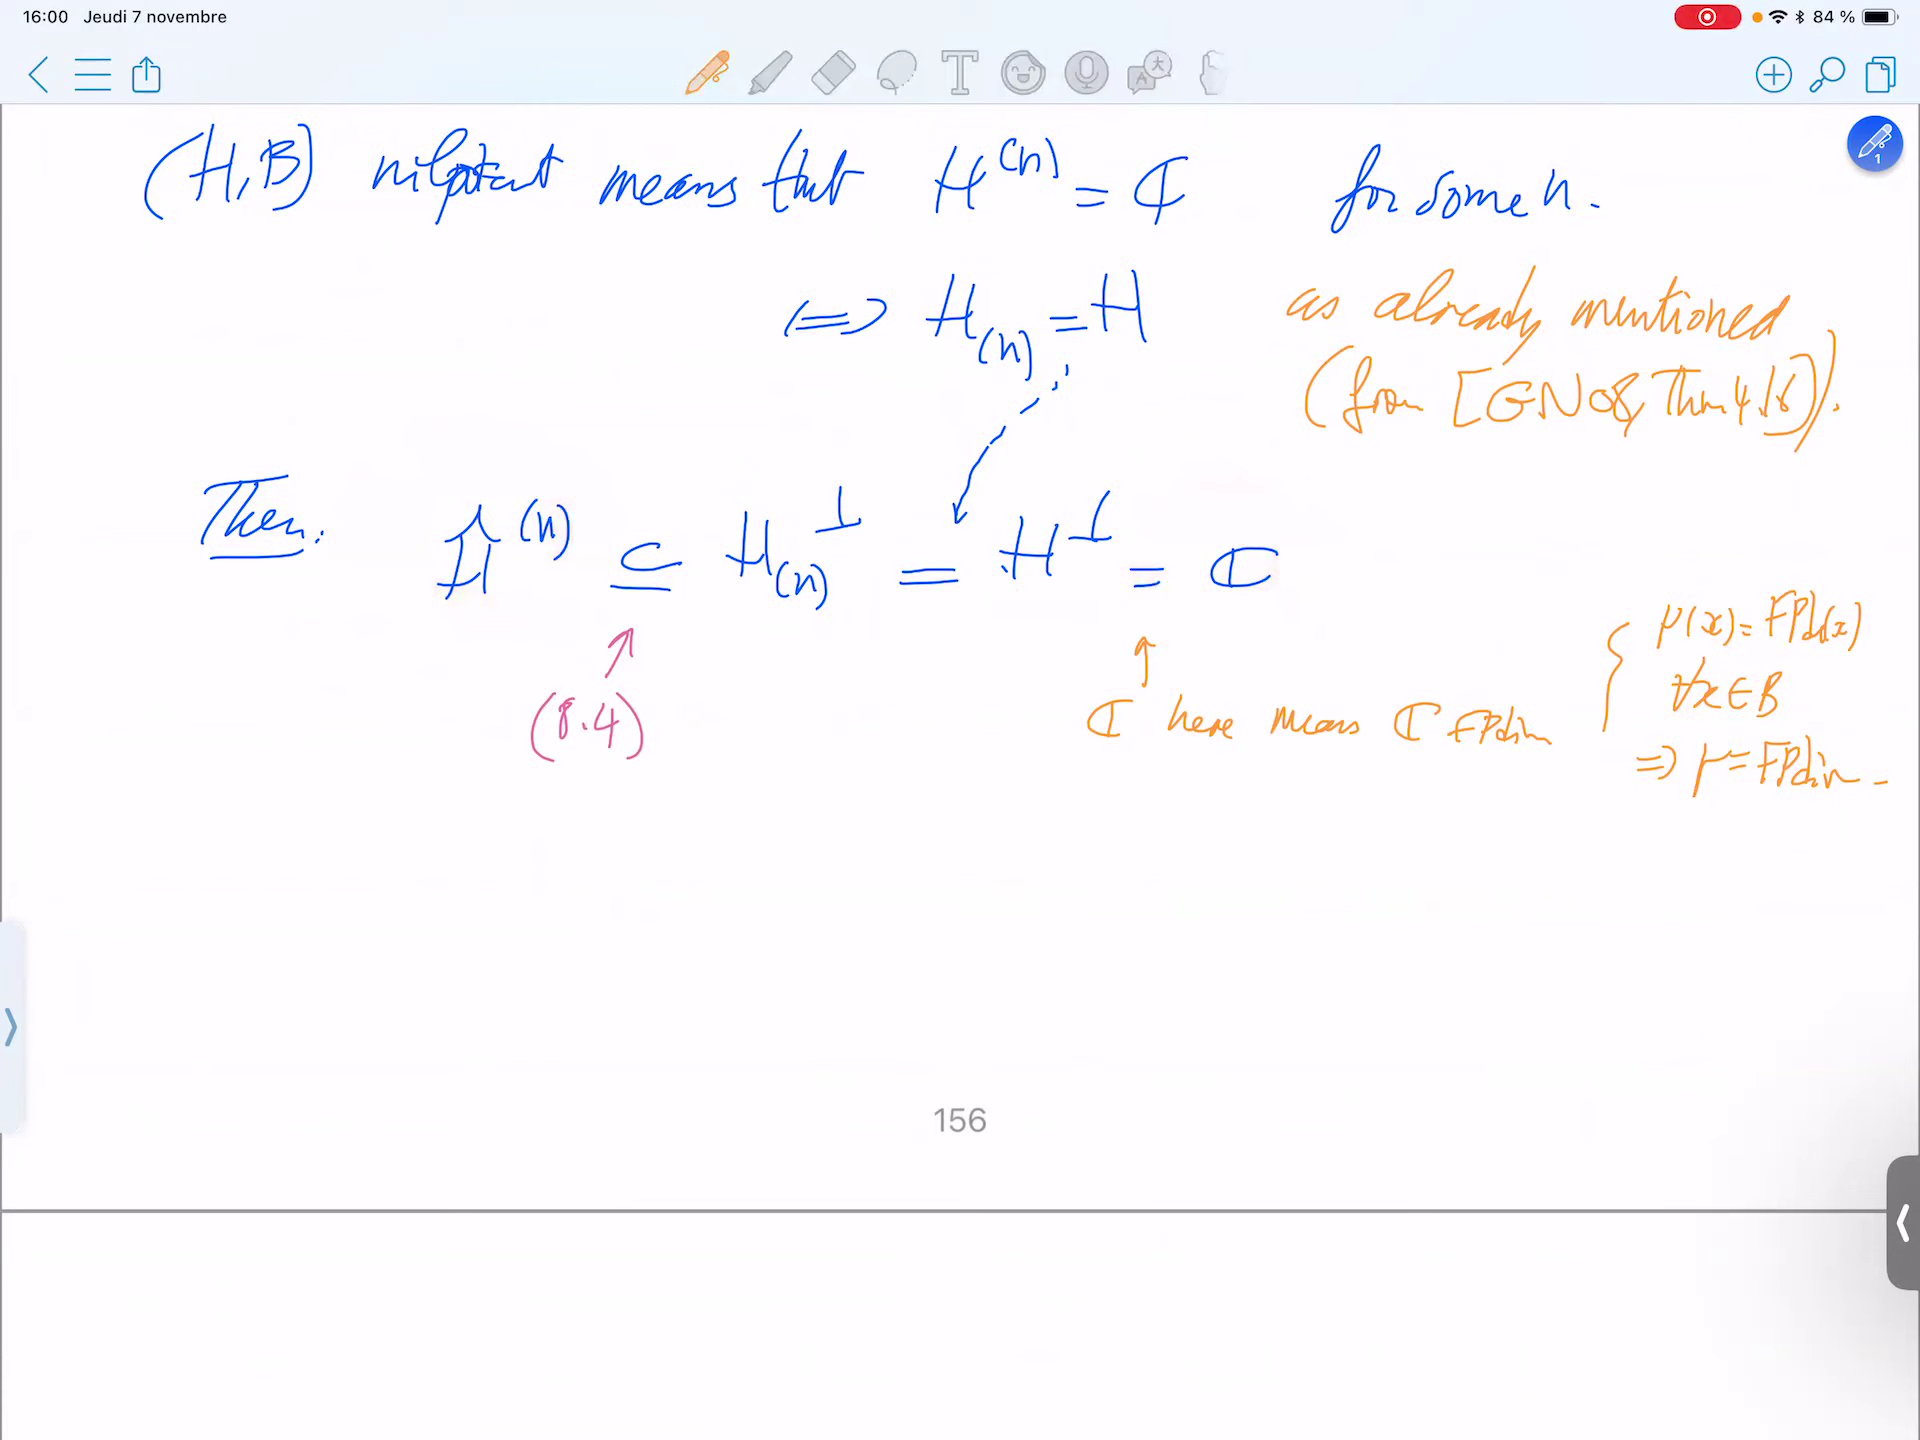 16:00 Jeudi 7 novembre
84 %
(H,B) nilpotent means that H^(n) = ℂ for some n.
⇔ H_(n) = H
as already mentioned
(from [GN08, Thm 4.16]).
Then: Ĥ^(n) ⊆ H_(n)^⊥ = H^⊥ = ℂ
(8.4)
ℂ here means ℂ FPdim
{ μ(x) = FPdim(x)
∀x∈B
⇒ μ = FPdim.
156